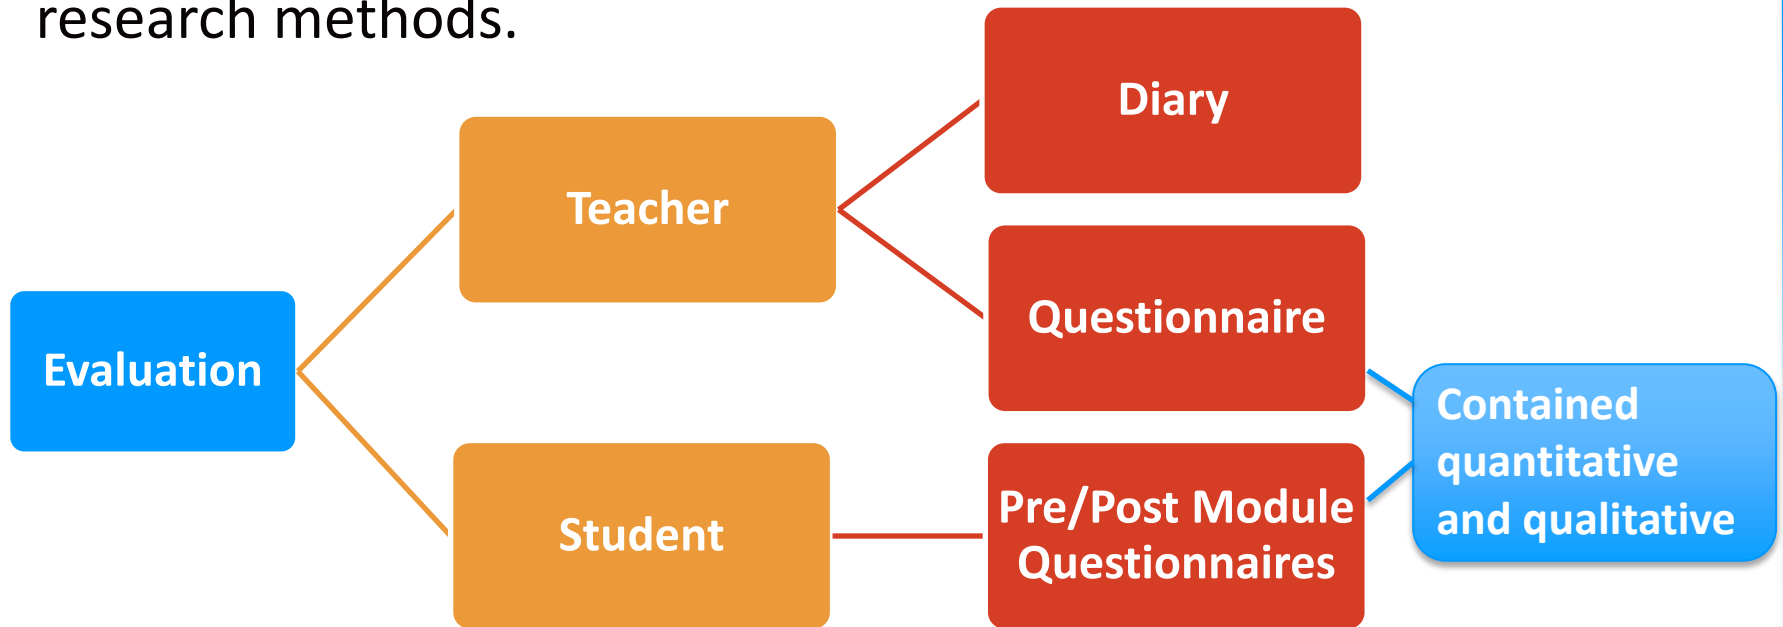 research methods.
Evaluation
Teacher
Student
Diary
Questionnaire
Pre/Post Module
Questionnaires
Contained
quantitative
and qualitative